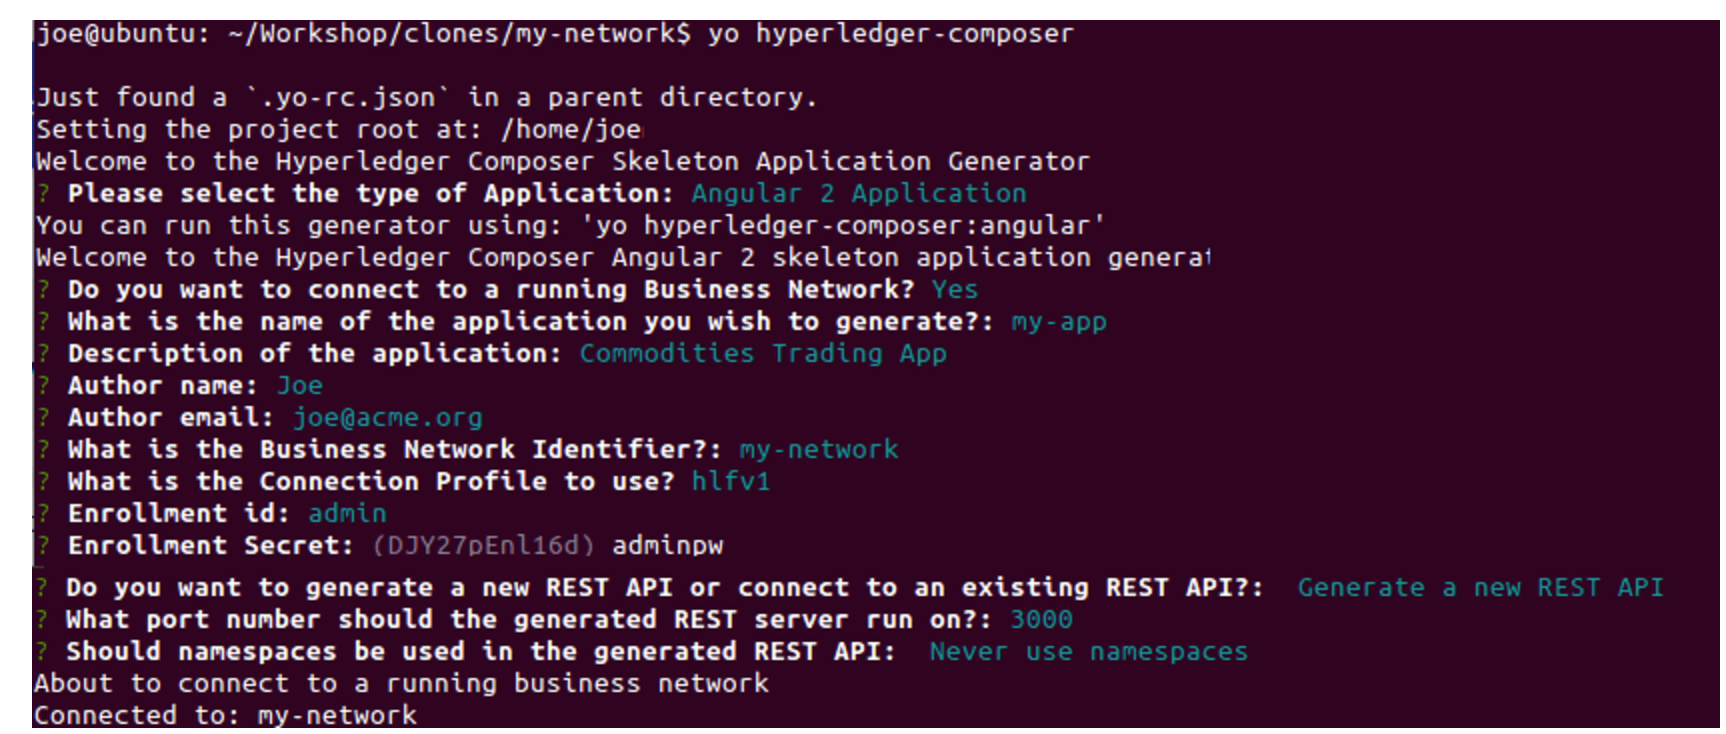 joe@ubuntu: ~/Workshop/clones/my-network$ yo hyperledger-composer
Just found a `.yo-rc.json` in a parent directory.
Setting the project root at: /home/joe
Welcome to the Hyperledger Composer Skeleton Application Generator
? Please select the type of Application: Angular 2 Application
You can run this generator using: 'yo hyperledger-composer:angular'
Welcome to the Hyperledger Composer Angular 2 skeleton application generat
? Do you want to connect to a running Business Network? Yes
? What is the name of the application you wish to generate?: my-app
? Description of the application: Commodities Trading App
? Author name: Joe
? Author email: joe@acme.org
? What is the Business Network Identifier?: my-network
? What is the Connection Profile to use? hlfv1
? Enrollment id: admin
? Enrollment Secret: (DJY27pEnl16d) adminpw
? Do you want to generate a new REST API or connect to an existing REST API?:  Generate a new REST API
? What port number should the generated REST server run on?: 3000
? Should namespaces be used in the generated REST API:  Never use namespaces
About to connect to a running business network
Connected to: my-network